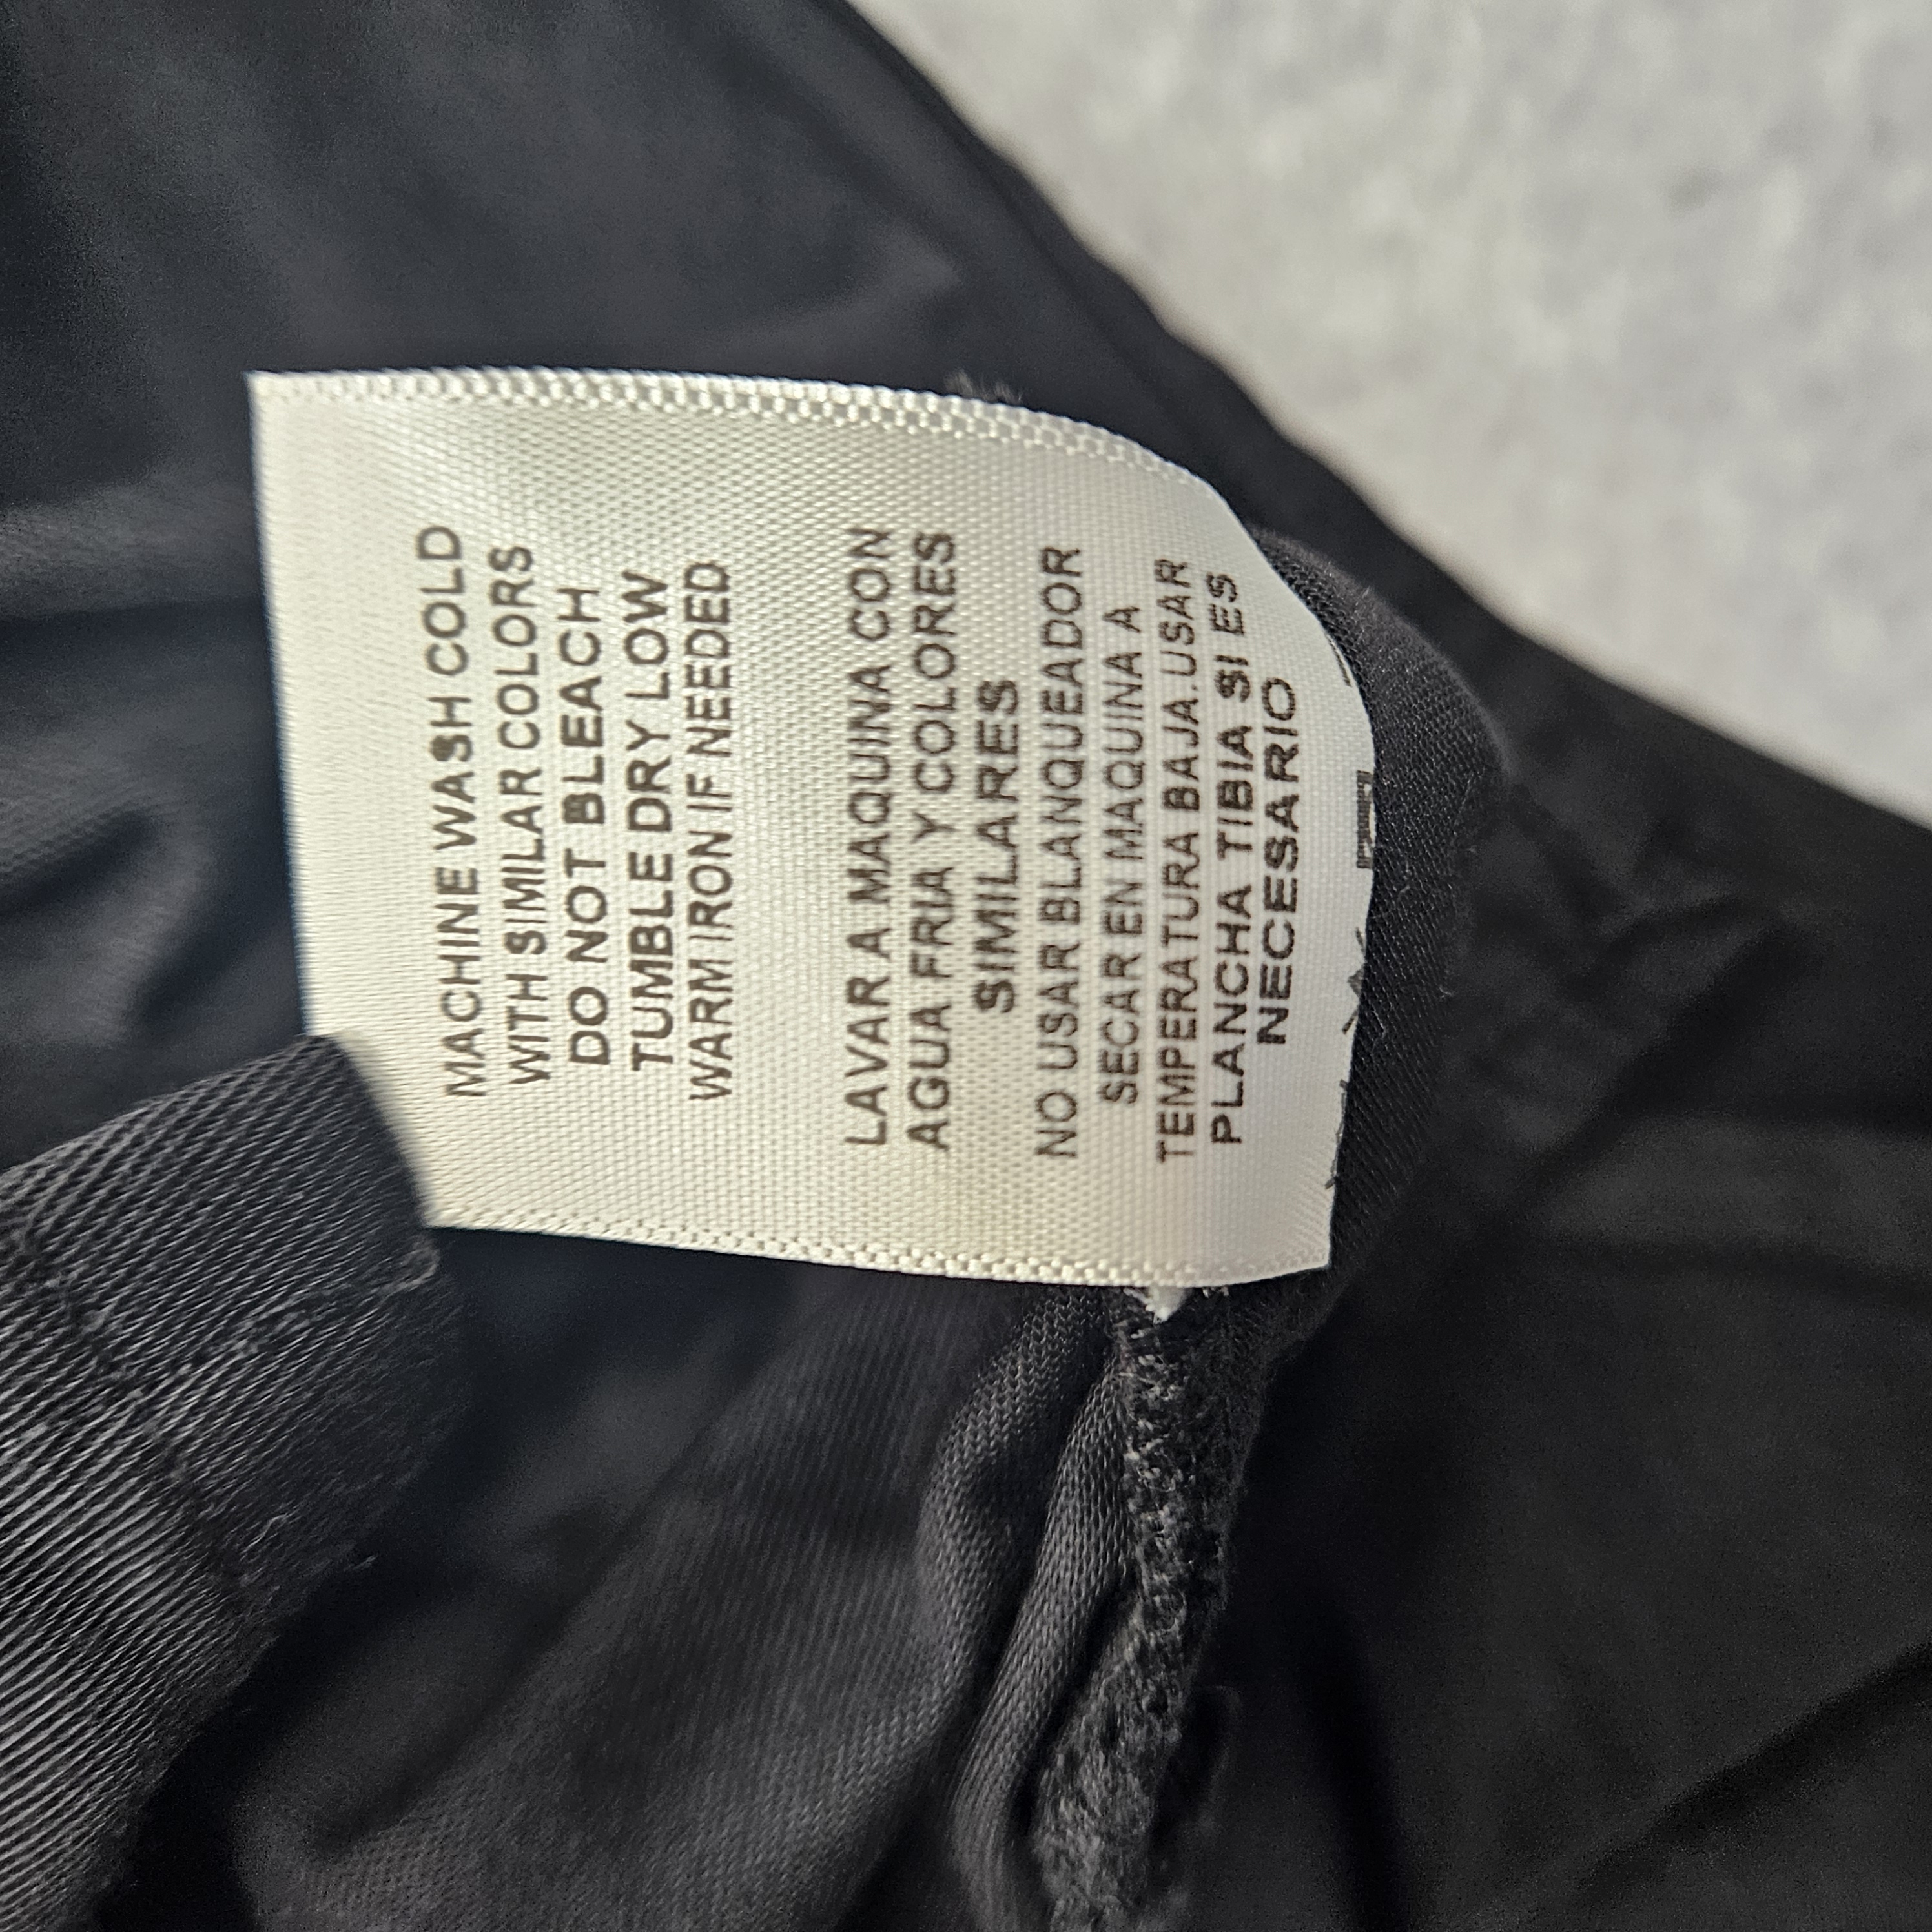 MACHINE WASH COLD
WITH SIMILAR COLORS
DO NOT BLEACH
TUMBLE DRY LOW
WARM IRON IF NEEDED
LAVAR A MAQUINA CON
AGUA FRIA Y COLORES
SIMILARES
NO USAR BLANQUEADOR
SECAR EN MAQUINA A
TEMPERATURA BAJA.USAR
PLANCHA TIBIA SI ES
NECESARIO